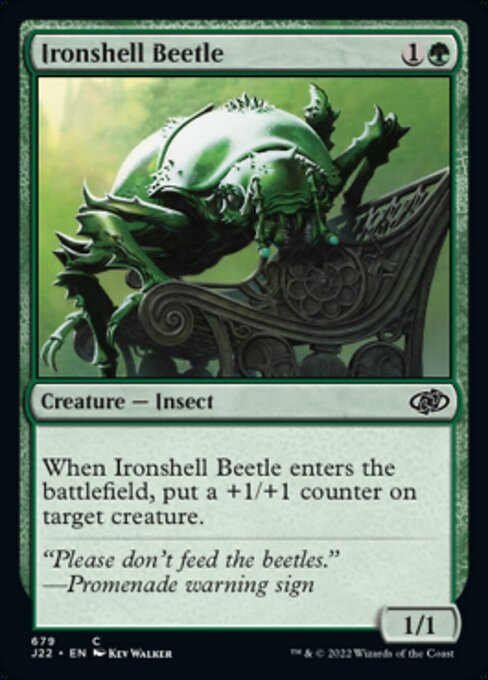 Ironshell Beetle 1
Creature — Insect
When Ironshell Beetle enters the
battlefield, put a +1/+1 counter on
target creature.
“Please don’t feed the beetles.”
—Promenade warning sign
1/1
679 C
J22 • EN Kev Walker
™ & © 2022 Wizards of the Coast